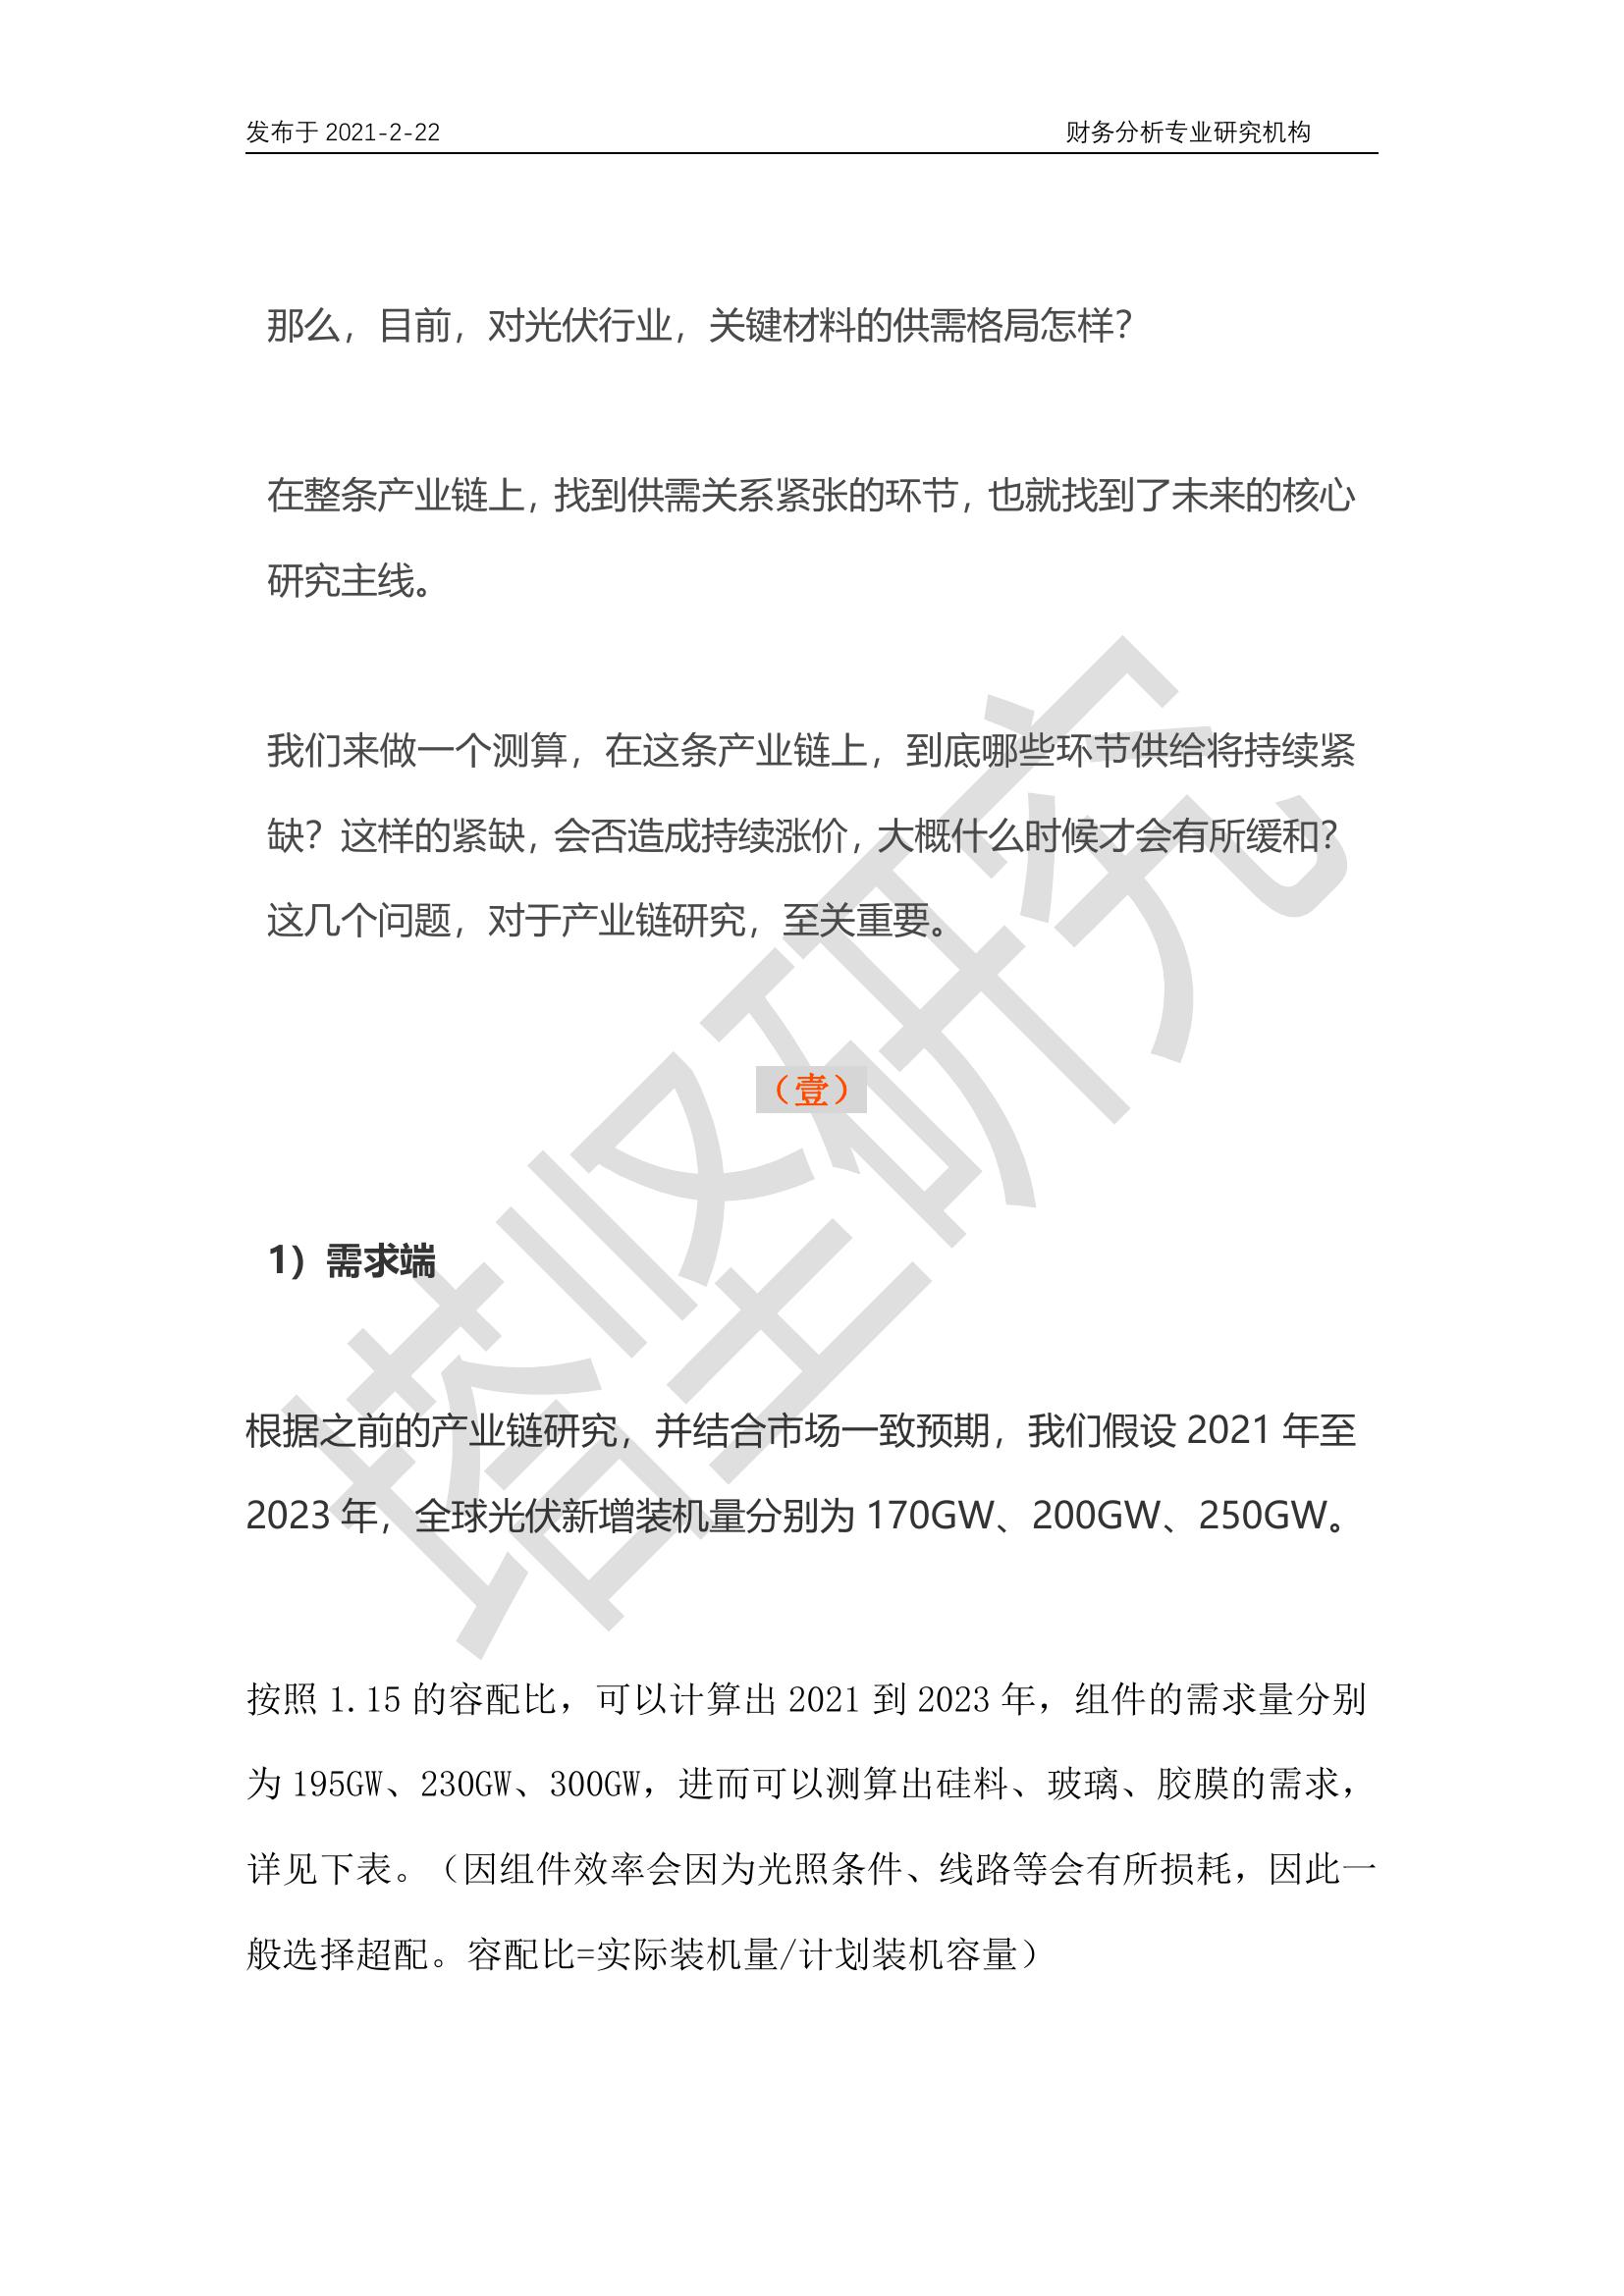 发布于 2021-2-22 财务分析专业研究机构
那么，目前，对光伏行业，关键材料的供需格局怎样？
在整条产业链上，找到供需关系紧张的环节，也就找到了未来的核心
研究主线。
我们来做一个测算，在这条产业链上，到底哪些环节供给将持续紧
缺？这样的紧缺，会否造成持续涨价，大概什么时候才会有所缓和？
这几个问题，对于产业链研究，至关重要。
（壹）
1）需求端
根据之前的产业链研究，并结合市场一致预期，我们假设 2021 年至
2023 年，全球光伏新增装机量分别为 170GW、200GW、250GW。
按照 1.15 的容配比，可以计算出 2021 到 2023 年，组件的需求量分别
为 195GW、230GW、300GW，进而可以测算出硅料、玻璃、胶膜的需求，
详见下表。（因组件效率会因为光照条件、线路等会有所损耗，因此一
般选择超配。容配比=实际装机量/计划装机容量）
塔坚研究